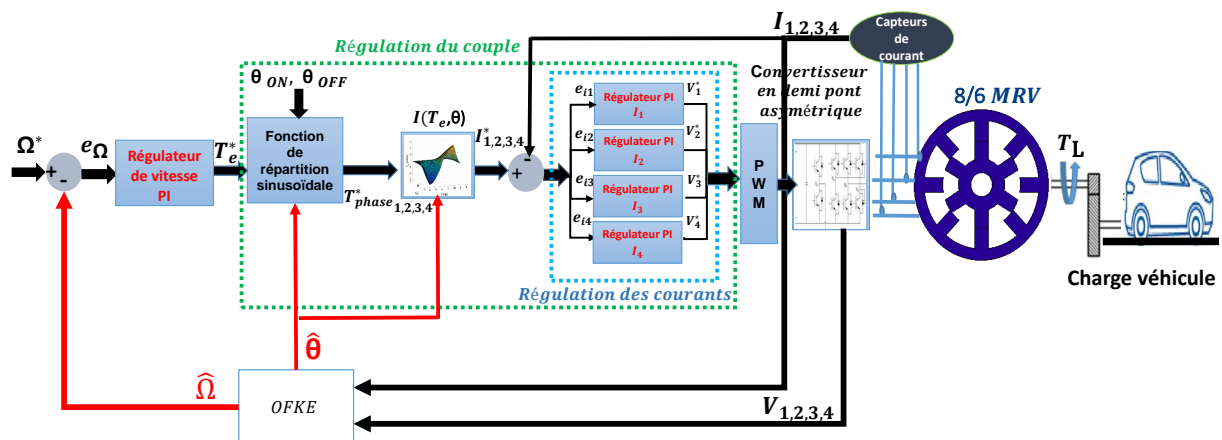 I1,2,3,4
Capteurs
de
courant
Régulation du couple
θ ON, θ OFF
Convertisseur
en demi pont
asymétrique
8/6 MRV
Ω*
eΩ
Régulateur
de vitesse
PI
Te*
Fonction
de
répartition
sinusoïdale
T*phase1,2,3,4
I(Te,θ)
I*1,2,3,4
+
-
+
-
ei1
Régulateur PI
I1
V1*
ei2
Régulateur PI
I2
V2*
ei3
Régulateur PI
I3
V3*
ei4
Régulateur PI
I4
V4*
P
W
M
TL
Charge véhicule
Régulation des courants
θ̂
Ω̂
OFKE
V1,2,3,4